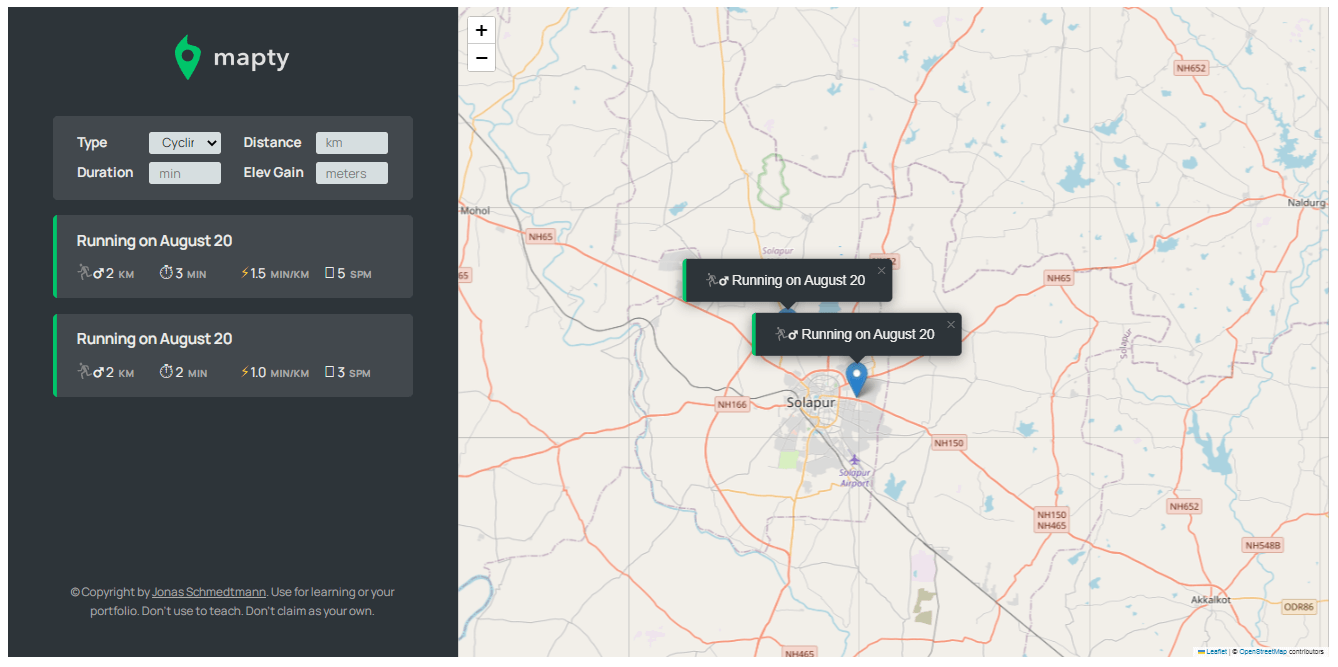 mapty
Type Cyclin Distance km
Duration min Elev Gain meters
Running on August 20
🏃♂ 2 KM ⏱ 3 MIN ⚡ 1.5 MIN/KM 5 SPM
Running on August 20
🏃♂ 2 KM ⏱ 2 MIN ⚡ 1.0 MIN/KM 3 SPM
© Copyright by Jonas Schmedtmann. Use for learning or your
portfolio. Don't use to teach. Don't claim as your own.
+
−
NH652
Mohol
Naldurg
NH65
Solapur
65
NH65
🏃♂ Running on August 20 ×
🏃♂ Running on August 20 ×
Solapur
Solapur
NH166
NH150
Solapur
Airport
NH652
NH150
NH465
NH548B
Akkalkot
ODR86
NH465
Leaflet | © OpenStreetMap contributors